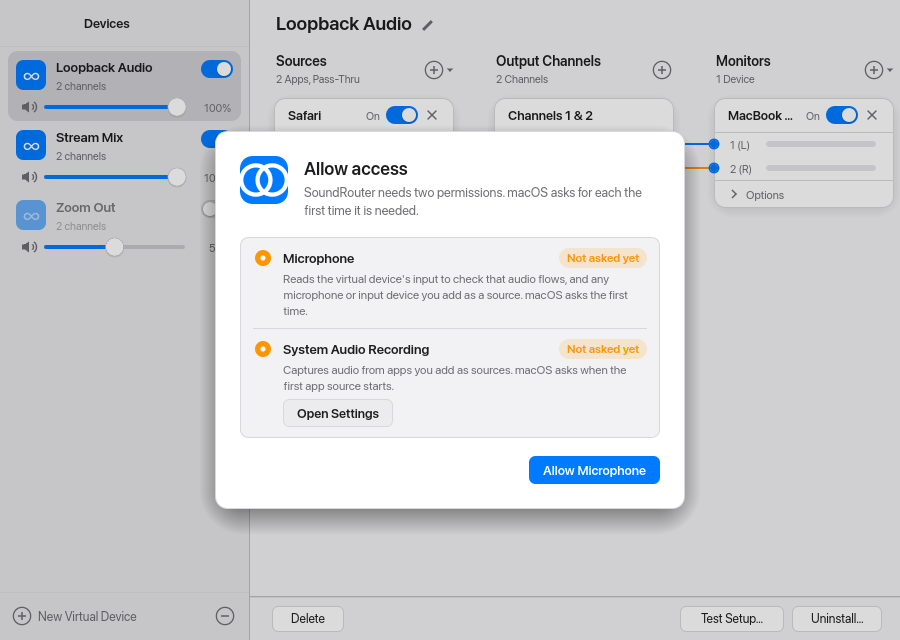 Devices
Loopback Audio
2 channels
100%
Stream Mix
2 channels
Zoom Out
2 channels
New Virtual Device
Loopback Audio
Sources
2 Apps, Pass-Thru
Output Channels
2 Channels
Monitors
1 Device
Safari
On
Channels 1 & 2
MacBook ...
On
1 (L)
2 (R)
Options
Allow access
SoundRouter needs two permissions. macOS asks for each the
first time it is needed.
Microphone
Not asked yet
Reads the virtual device's input to check that audio flows, and any
microphone or input device you add as a source. macOS asks the first
time.
System Audio Recording
Not asked yet
Captures audio from apps you add as sources. macOS asks when the
first app source starts.
Open Settings
Allow Microphone
Delete
Test Setup...
Uninstall...